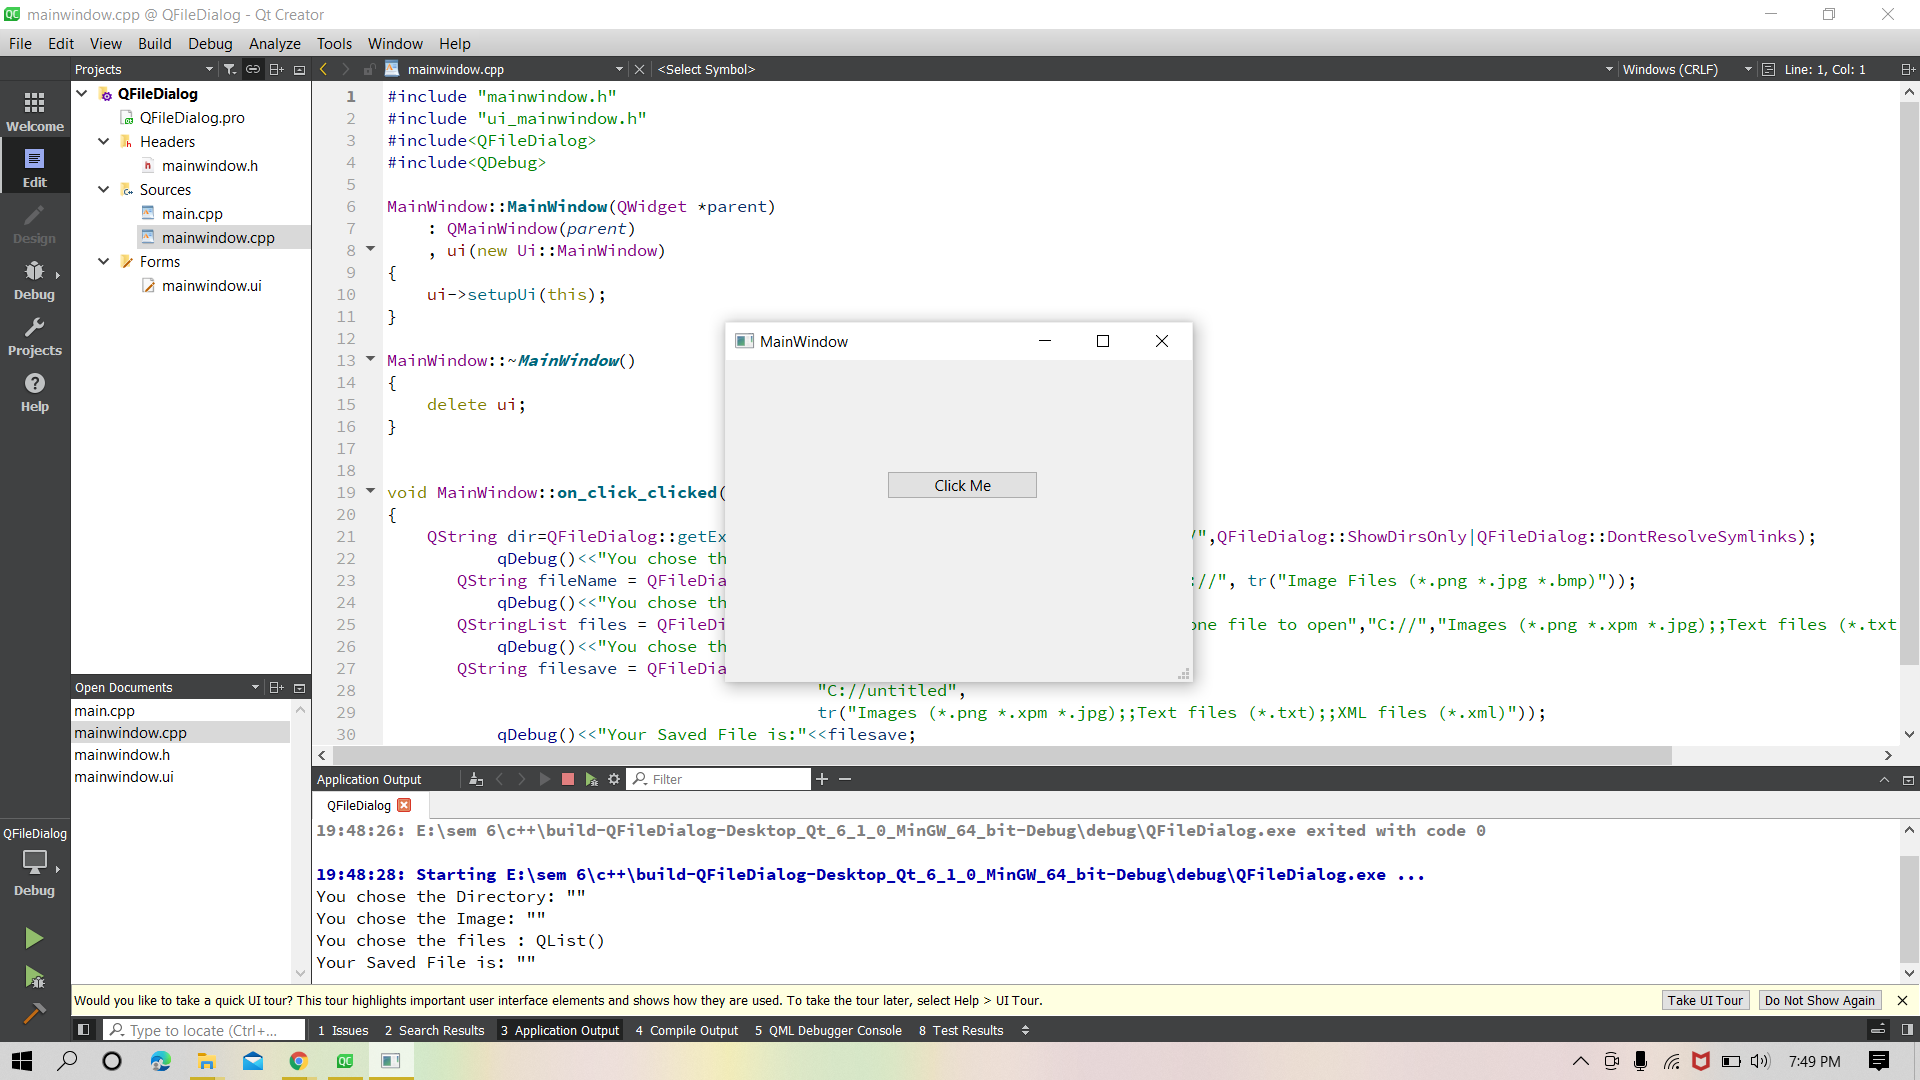 mainwindow.cpp @ QFileDialog - Qt Creator
File Edit View Build Debug Analyze Tools Window Help
Projects
mainwindow.cpp
<Select Symbol>
Windows (CRLF)
Line: 1, Col: 1
Welcome
Edit
Design
Debug
Projects
Help
QFileDialog
QFileDialog.pro
Headers
mainwindow.h
Sources
main.cpp
mainwindow.cpp
Forms
mainwindow.ui
1 #include "mainwindow.h"
2 #include "ui_mainwindow.h"
3 #include<QFileDialog>
4 #include<QDebug>
5
6 MainWindow::MainWindow(QWidget *parent)
7 : QMainWindow(parent)
8 , ui(new Ui::MainWindow)
9 {
10 ui->setupUi(this);
11 }
12
13 MainWindow::~MainWindow()
14 {
15 delete ui;
16 }
17
18
19 void MainWindow::on_click_clicked(
20 {
21 QString dir=QFileDialog::getEx /",QFileDialog::ShowDirsOnly|QFileDialog::DontResolveSymlinks);
22 qDebug()<<"You chose th
23 QString fileName = QFileDia ://", tr("Image Files (*.png *.jpg *.bmp)"));
24 qDebug()<<"You chose th
25 QStringList files = QFileDi one file to open","C://","Images (*.png *.xpm *.jpg);;Text files (*.txt
26 qDebug()<<"You chose th
27 QString filesave = QFileDia
28 "C://untitled",
29 tr("Images (*.png *.xpm *.jpg);;Text files (*.txt);;XML files (*.xml)"));
30 qDebug()<<"Your Saved File is:"<<filesave;
MainWindow
Click Me
Open Documents
main.cpp
mainwindow.cpp
mainwindow.h
mainwindow.ui
QFileDialog
Debug
Application Output
Filter
QFileDialog
19:48:26: E:\sem 6\c++\build-QFileDialog-Desktop_Qt_6_1_0_MinGW_64_bit-Debug\debug\QFileDialog.exe exited with code 0
19:48:28: Starting E:\sem 6\c++\build-QFileDialog-Desktop_Qt_6_1_0_MinGW_64_bit-Debug\debug\QFileDialog.exe ...
You chose the Directory: ""
You chose the Image: ""
You chose the files : QList()
Your Saved File is: ""
Would you like to take a quick UI tour? This tour highlights important user interface elements and shows how they are used. To take the tour later, select Help > UI Tour.
Take UI Tour
Do Not Show Again
Type to locate (Ctrl+...
1 Issues
2 Search Results
3 Application Output
4 Compile Output
5 QML Debugger Console
8 Test Results
7:49 PM